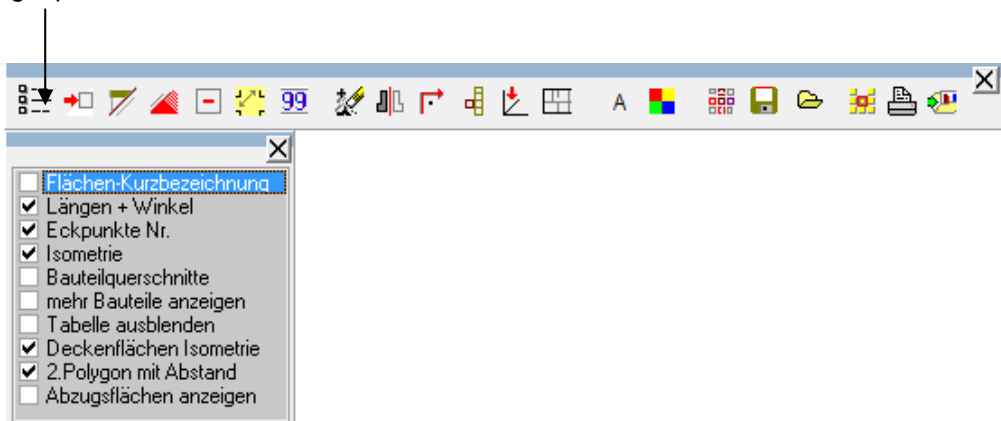 99 A
Flächen-Kurzbezeichnung
Längen + Winkel
Eckpunkte Nr.
Isometrie
Bauteilquerschnitte
mehr Bauteile anzeigen
Tabelle ausblenden
Deckenflächen Isometrie
2.Polygon mit Abstand
Abzugsflächen anzeigen